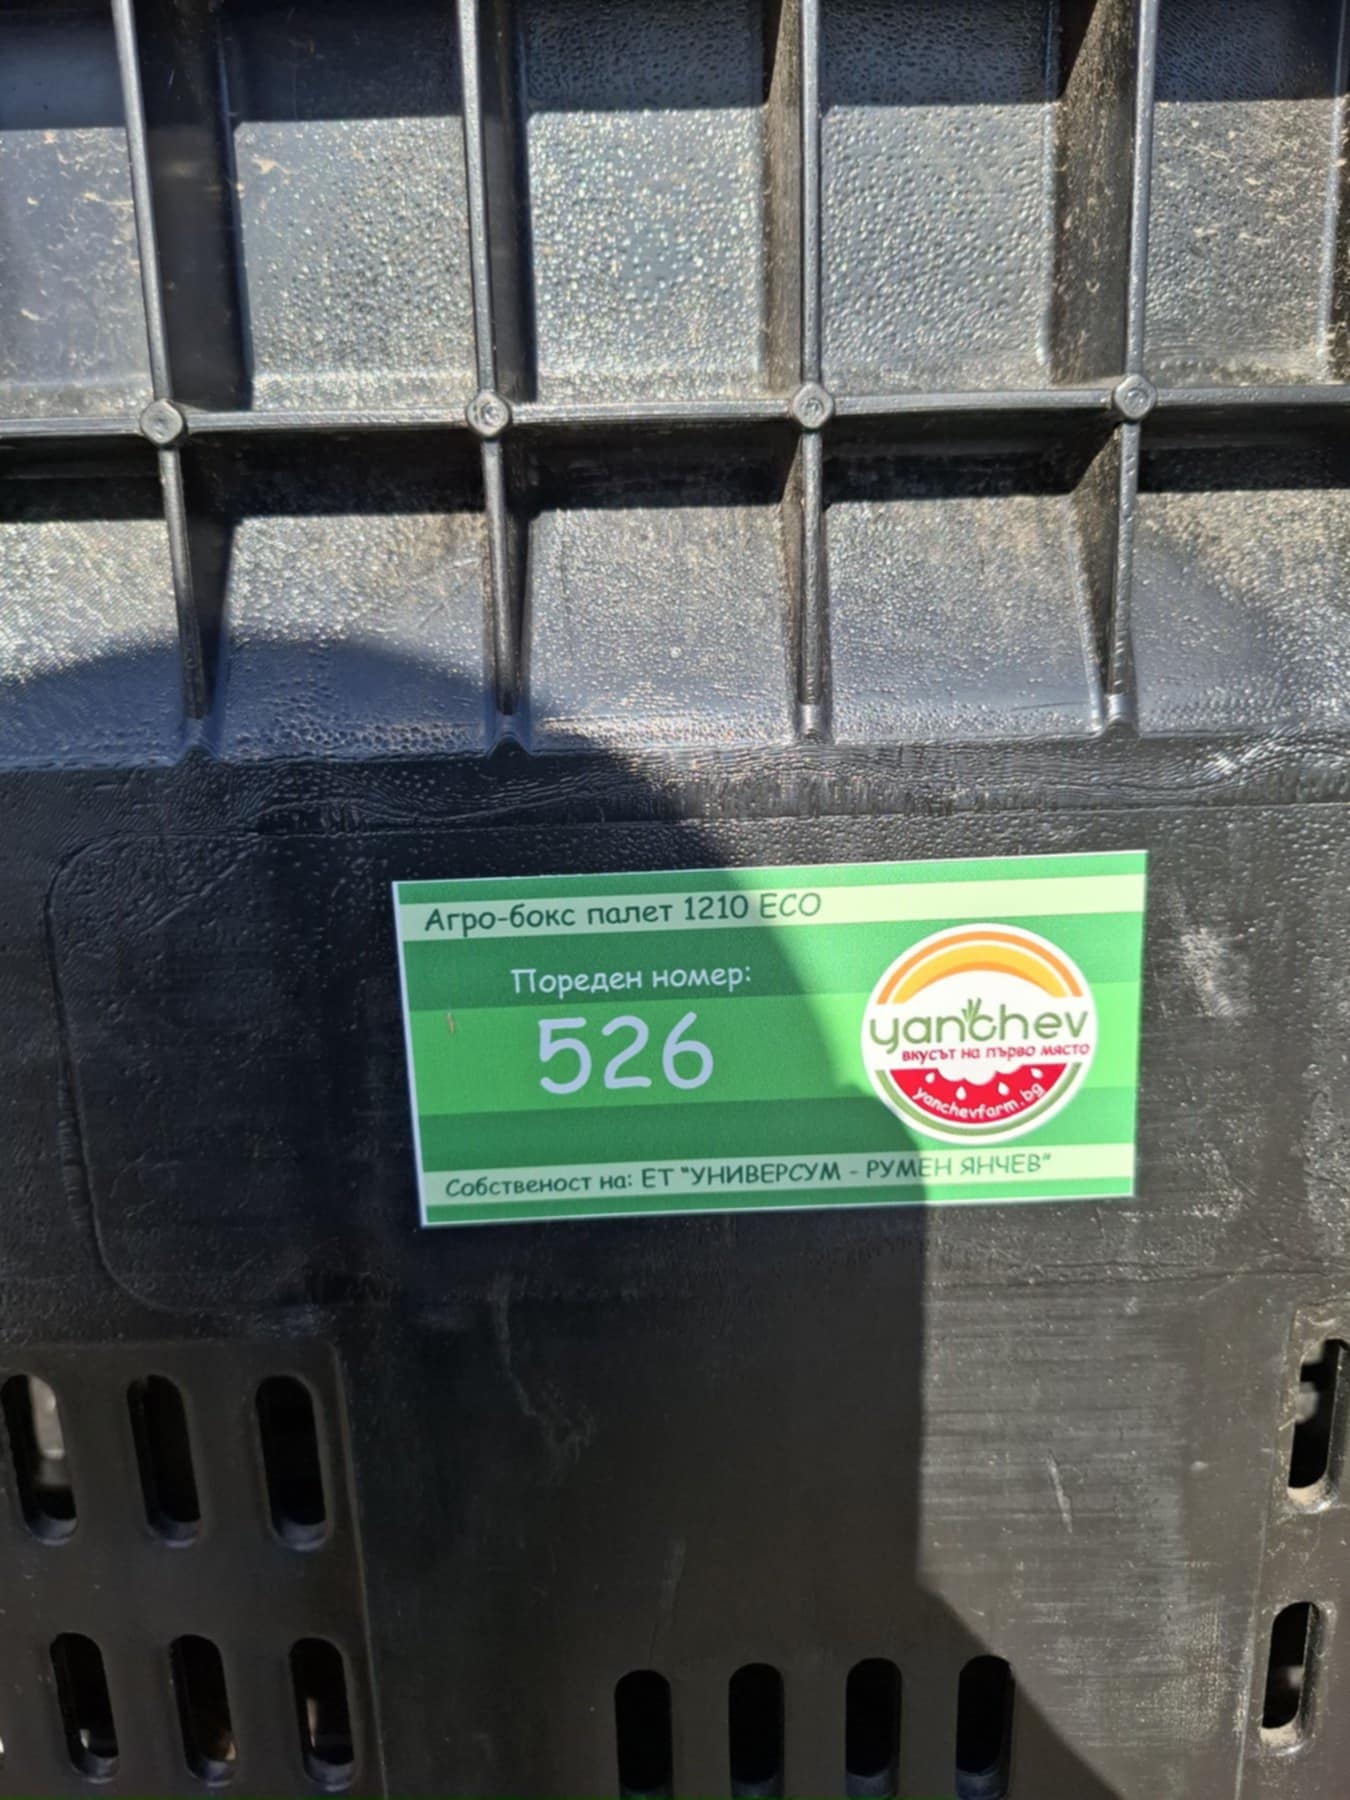 Агро-бокс палет 1210 ECO
Пореден номер:
526
yanchev
вкусът на първо място
yanchevfarm.bg
Собственост на: ЕТ "УНИВЕРСУМ - РУМЕН ЯНЧЕВ"